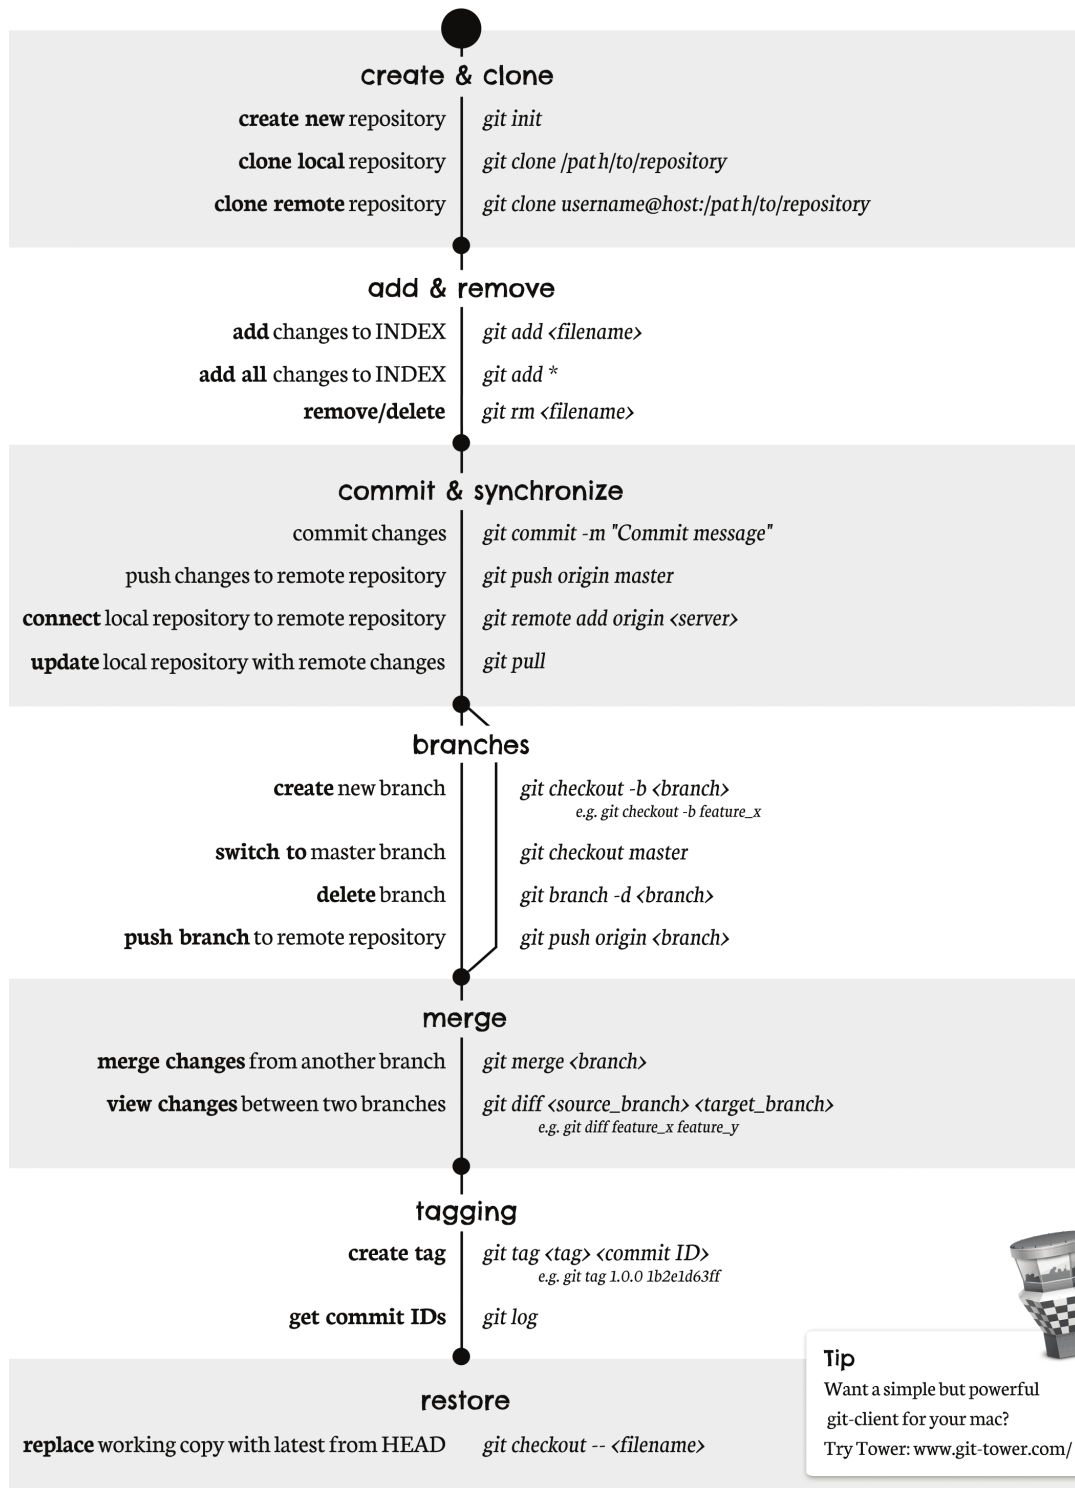 create & clone
create new repository git init
clone local repository git clone /path/to/repository
clone remote repository git clone username@host:/path/to/repository
add & remove
add changes to INDEX git add <filename>
add all changes to INDEX git add *
remove/delete git rm <filename>
commit & synchronize
commit changes git commit -m "Commit message"
push changes to remote repository git push origin master
connect local repository to remote repository git remote add origin <server>
update local repository with remote changes git pull
branches
create new branch git checkout -b <branch>
e.g. git checkout -b feature_x
switch to master branch git checkout master
delete branch git branch -d <branch>
push branch to remote repository git push origin <branch>
merge
merge changes from another branch git merge <branch>
view changes between two branches git diff <source_branch> <target_branch>
e.g. git diff feature_x feature_y
tagging
create tag git tag <tag> <commit ID>
e.g. git tag 1.0.0 1b2e1d63ff
get commit IDs git log
restore
replace working copy with latest from HEAD git checkout -- <filename>
Tip
Want a simple but powerful
git-client for your mac?
Try Tower: www.git-tower.com/